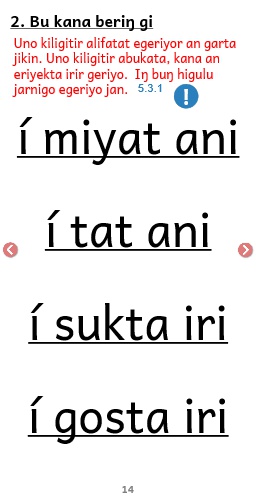 2. Bu kana beriŋ gi
Uno kiligitir alifatat egeriyor an garta
jikin. Uno kiligitir abukata, kana an
eriyekta irir geriyo. Iŋ buŋ higulu
jarnigo egeriyo jan. 5.3.1
í miyat ani
í tat ani
í sukta iri
í gosta iri
14